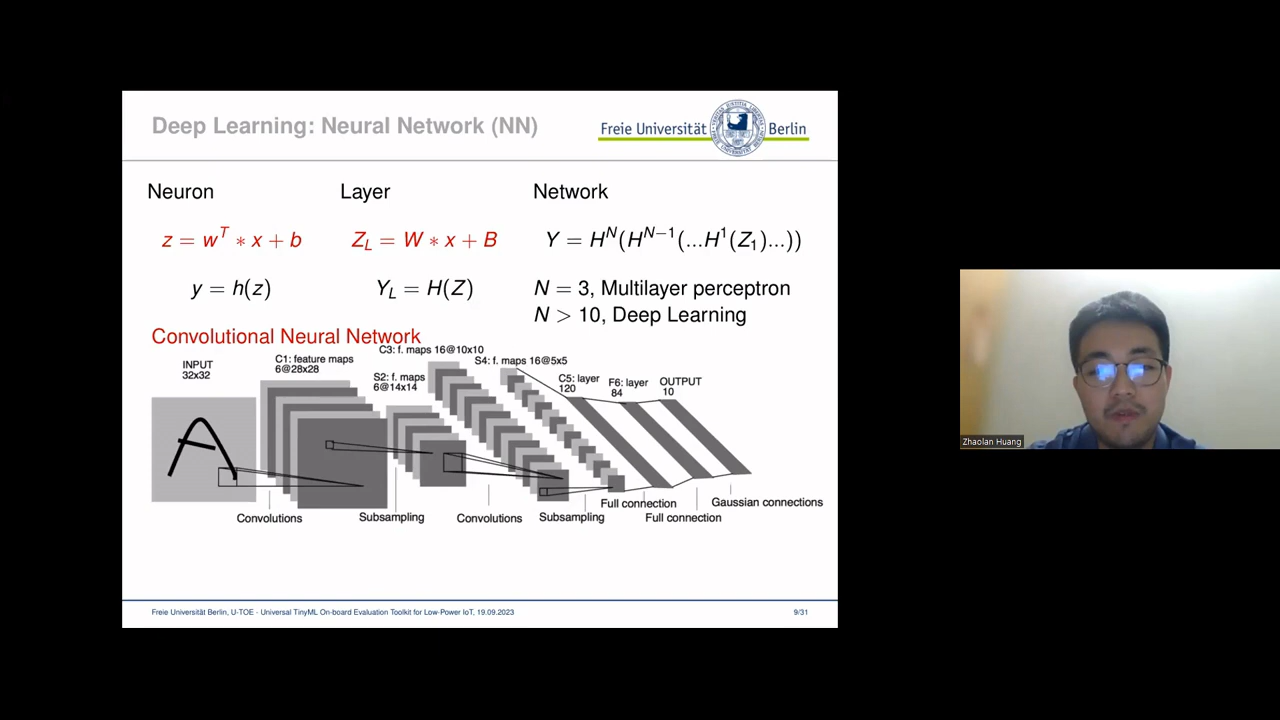 Deep Learning: Neural Network (NN)
Freie Universität Berlin
Neuron Layer Network
z = w^T ∗ x + b Z_L = W ∗ x + B Y = H^N(H^{N−1}(...H^1(Z_1)...))
y = h(z) Y_L = H(Z) N = 3, Multilayer perceptron
N > 10, Deep Learning
Convolutional Neural Network
INPUT
32x32
C1: feature maps
6@28x28
S2: f. maps
6@14x14
C3: f. maps 16@10x10
S4: f. maps 16@5x5
C5: layer
120
F6: layer
84
OUTPUT
10
A
Convolutions
Subsampling
Convolutions
Subsampling
Full connection
Full connection
Gaussian connections
Freie Universität Berlin, U-TOE - Universal TinyML On-board Evaluation Toolkit for Low-Power IoT, 19.09.2023 9/31
Zhaolan Huang